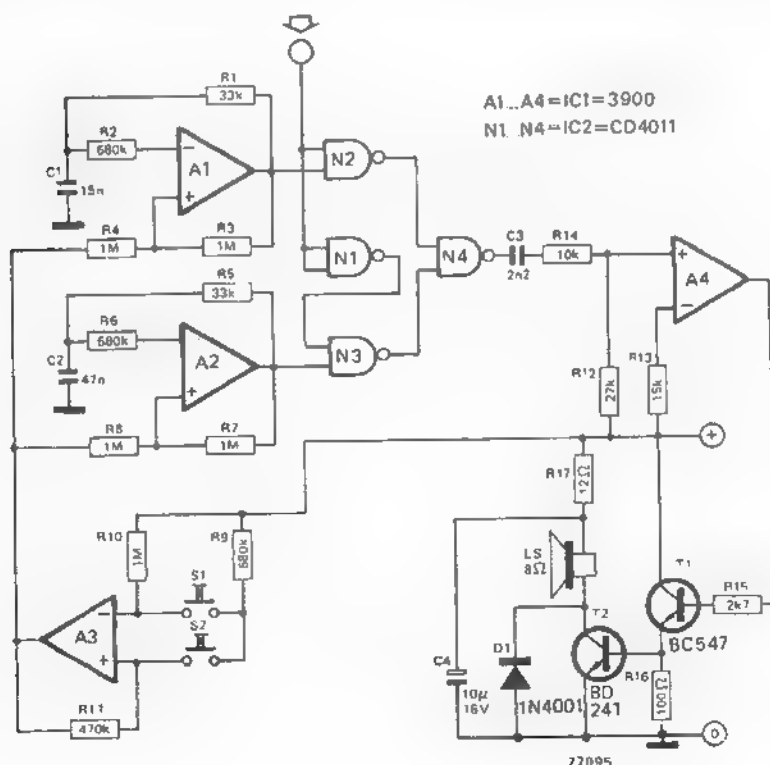 R1
33k
A1...A4=IC1=3900
N1...N4=IC2=CD4011
R2
680k
−
A1
+
C1
15n
R4
1M
R3
1M
N2
N1
N4
C3
2n2
R14
10k
+
A4
−
R5
33k
R6
680k
−
A2
+
C2
47n
N3
R12
27k
R13
15k
R8
1M
R7
1M
+
R17
12Ω
R10
1M
R9
680k
S1
S2
−
A3
+
R11
470k
LS
8Ω
T1
R15
2k7
BC547
T2
D1
C4
10µ
16V
1N4001
BD
241
R16
100Ω
0
77095